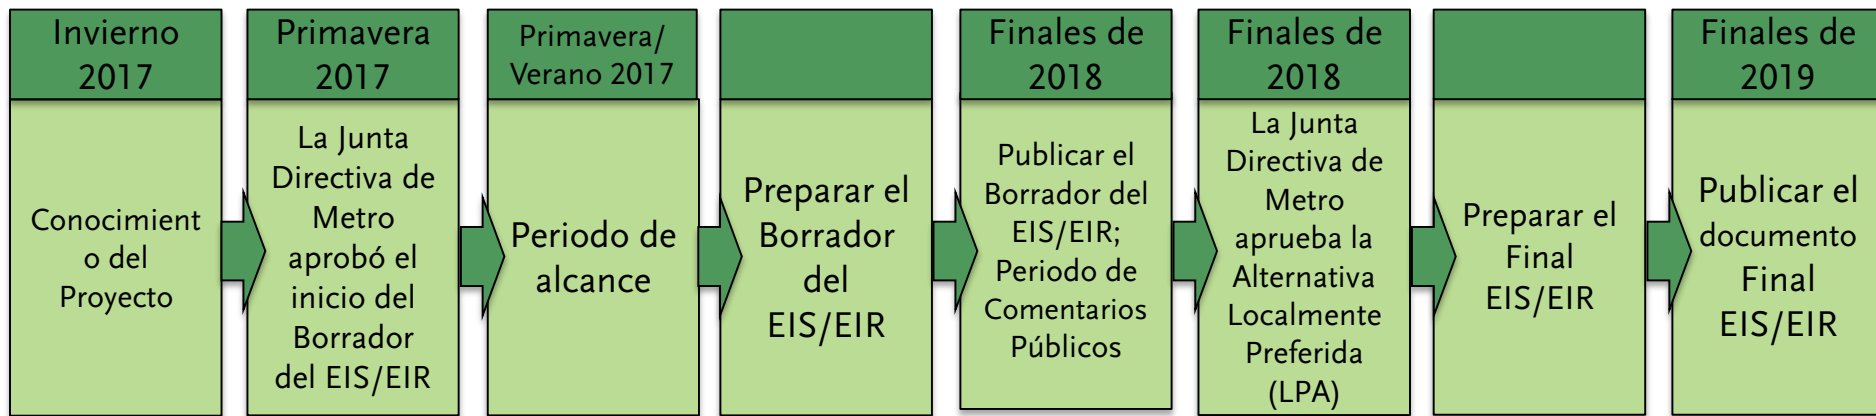 Invierno
2017
Conocimient
o del
Proyecto
Primavera
2017
La Junta
Directiva de
Metro
aprobó el
inicio del
Borrador
del EIS/EIR
Primavera/
Verano 2017
Periodo de
alcance
Preparar el
Borrador
del
EIS/EIR
Finales de
2018
Publicar el
Borrador del
EIS/EIR;
Periodo de
Comentarios
Públicos
Finales de
2018
La Junta
Directiva de
Metro
aprueba la
Alternativa
Localmente
Preferida
(LPA)
Preparar el
Final
EIS/EIR
Finales de
2019
Publicar el
documento
Final
EIS/EIR